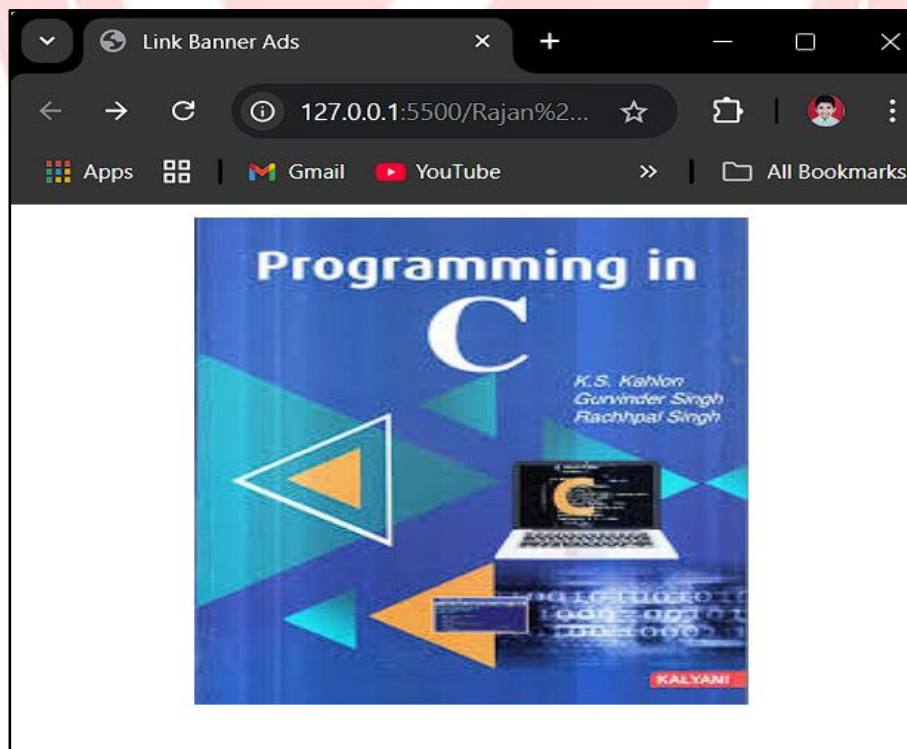 Link Banner Ads
127.0.0.1:5500/Rajan%2...
Apps Gmail YouTube » All Bookmarks
Programming in
C
K.S. Kahlon
Gurvinder Singh
Rachhpal Singh
C
KALYANI